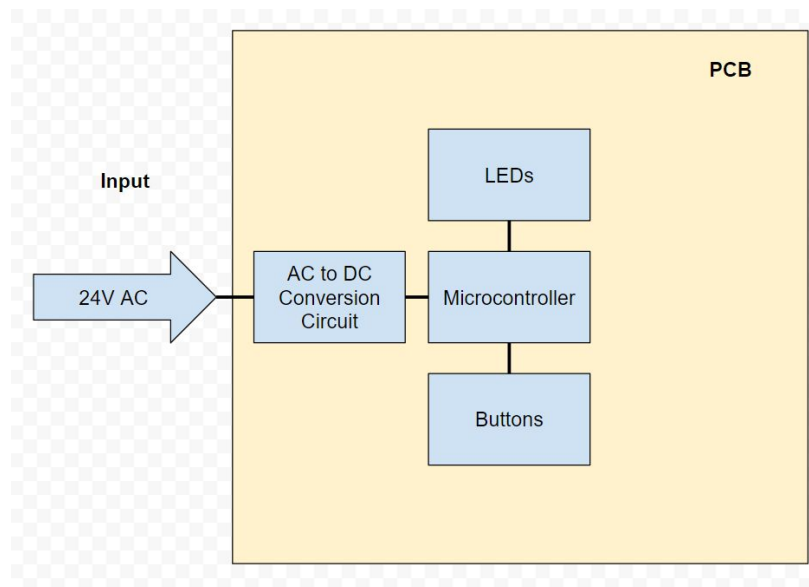 PCB
LEDs
Input
24V AC
AC to DC
Conversion
Circuit
Microcontroller
Buttons